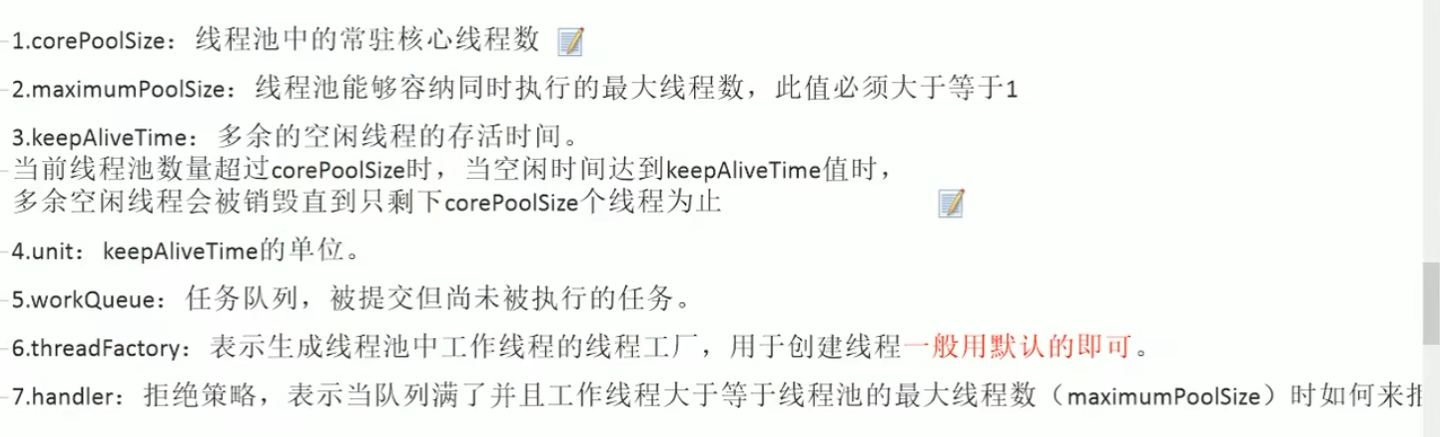 1.corePoolSize：线程池中的常驻核心线程数
2.maximumPoolSize：线程池能够容纳同时执行的最大线程数，此值必须大于等于1
3.keepAliveTime：多余的空闲线程的存活时间。
当前线程池数量超过corePoolSize时，当空闲时间达到keepAliveTime值时，
多余空闲线程会被销毁直到只剩下corePoolSize个线程为止
4.unit：keepAliveTime的单位。
5.workQueue：任务队列，被提交但尚未被执行的任务。
6.threadFactory：表示生成线程池中工作线程的线程工厂，用于创建线程一般用默认的即可。
7.handler：拒绝策略，表示当队列满了并且工作线程大于等于线程池的最大线程数（maximumPoolSize）时如何来